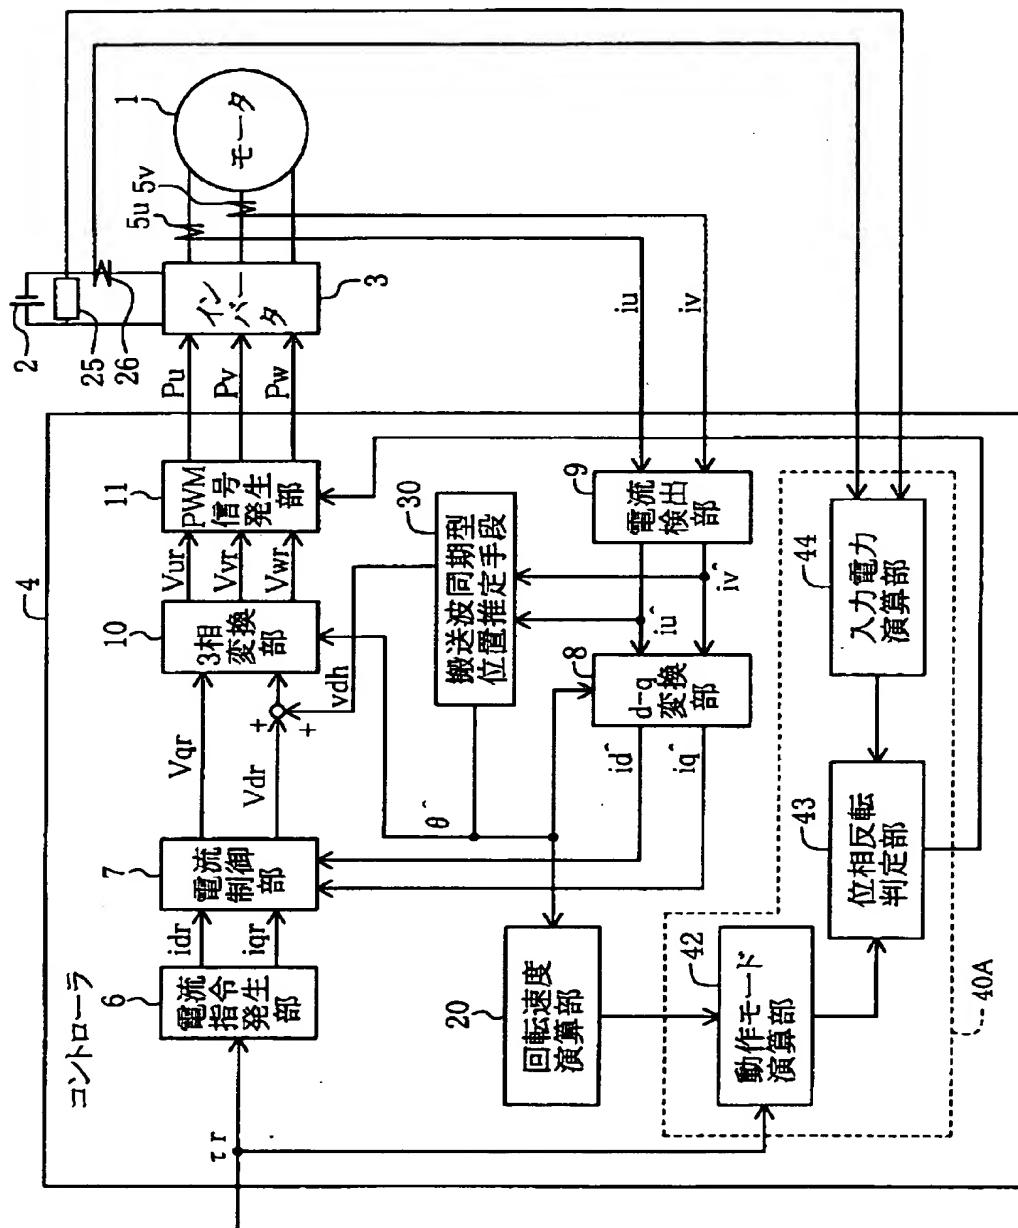 コントローラ
4
τr
6
電流
指令
発生
部
idr
iqr
7
電流
制御
部
Vqr
Vdr
+
+
vdh
10
3相
変換
部
Vur
Vvr
Vwr
11
PWM
信号
発生
部
Pu
Pv
Pw
2
25
26
インバータ
3
5u
5v
1
モータ
iu
iv
9
電流
検出
部
iu^
iv^
30
搬送波同期型
位置推定手段
θ^
8
d-q
変換
部
id^
iq^
20
回転速度
演算部
42
動作モード
演算部
43
位相反転
判定部
44
入力電力
演算部
40A